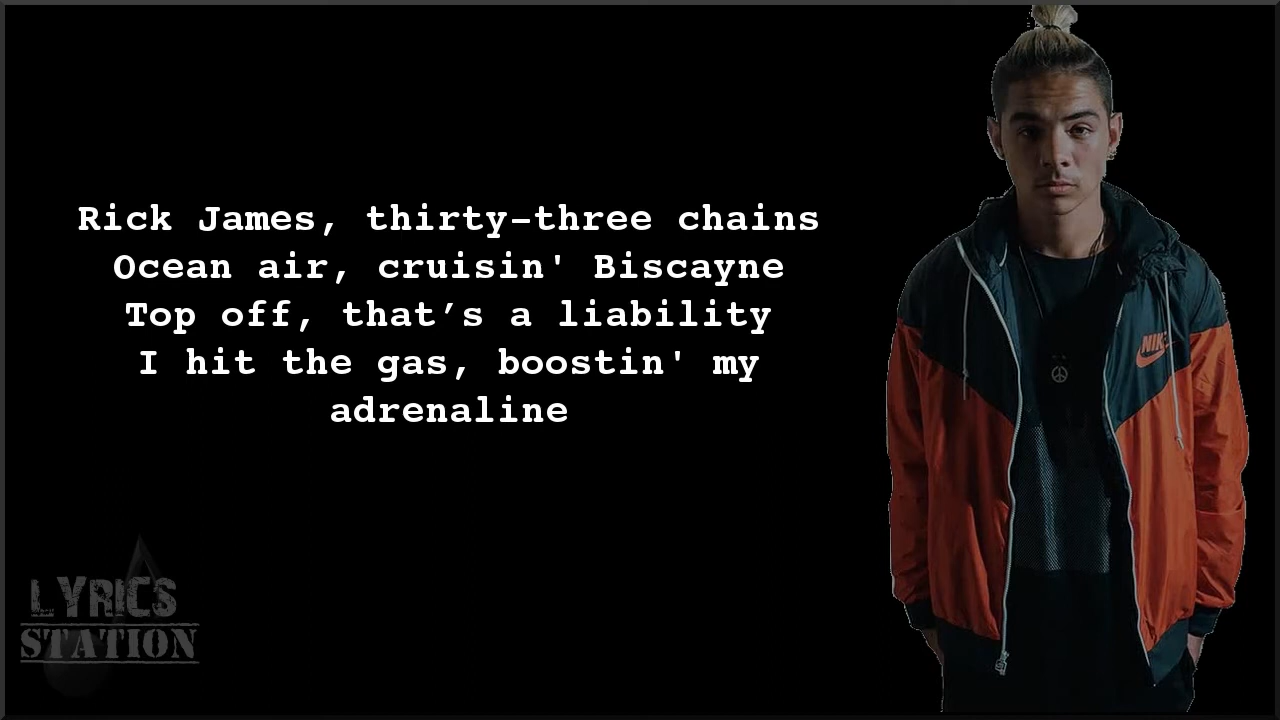 Rick James, thirty-three chains
Ocean air, cruisin' Biscayne
Top off, that’s a liability
I hit the gas, boostin' my
adrenaline
NIKE
LYRICS
STATION